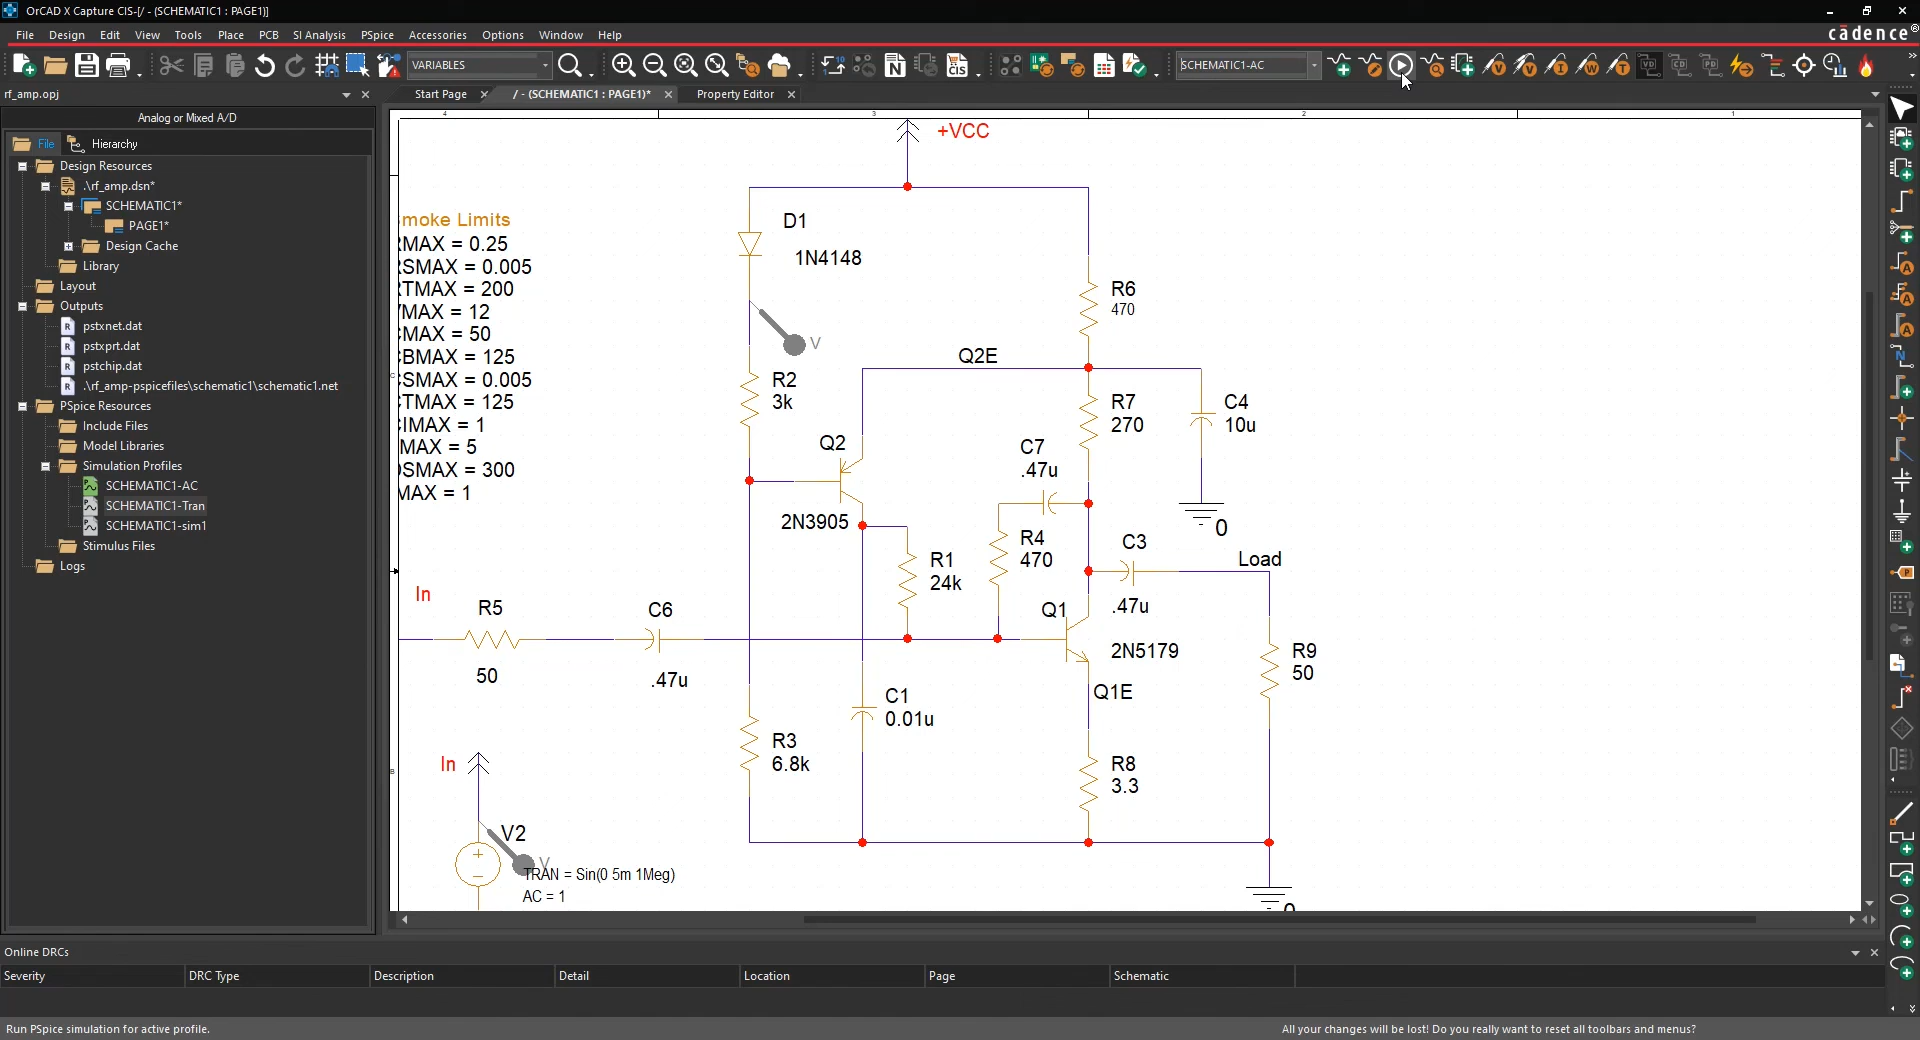 OrCAD X Capture CIS-[/ - (SCHEMATIC1 : PAGE1)]
File Design Edit View Tools Place PCB SI Analysis PSpice Accessories Options Window Help
cādence®
VARIABLES
SCHEMATIC1-AC
rf_amp.opj
Start Page
/ - (SCHEMATIC1 : PAGE1)*
Property Editor
Analog or Mixed A/D
File
Hierarchy
Design Resources
.\rf_amp.dsn*
SCHEMATIC1*
PAGE1*
Design Cache
Library
Layout
Outputs
pstxnet.dat
pstxprt.dat
pstchip.dat
.\rf_amp-pspicefiles\schematic1\schematic1.net
PSpice Resources
Include Files
Model Libraries
Simulation Profiles
SCHEMATIC1-AC
SCHEMATIC1-Tran
SCHEMATIC1-sim1
Stimulus Files
Logs
4
3
2
1
+VCC
moke Limits
MAX = 0.25
SMAX = 0.005
TMAX = 200
MAX = 12
MAX = 50
BMAX = 125
SMAX = 0.005
TMAX = 125
IMAX = 1
MAX = 5
SMAX = 300
MAX = 1
D1
1N4148
V
R6
470
Q2E
R2
3k
R7
270
C4
10u
0
Q2
2N3905
C7
.47u
R4
470
R1
24k
C3
.47u
Load
In
R5
50
C6
.47u
Q1
2N5179
Q1E
R9
50
C1
0.01u
R3
6.8k
R8
3.3
In
V2
V
TRAN = Sin(0 5m 1Meg)
AC = 1
0
Online DRCs
Severity DRC Type Description Detail Location Page Schematic
Run PSpice simulation for active profile.
All your changes will be lost! Do you really want to reset all toolbars and menus?